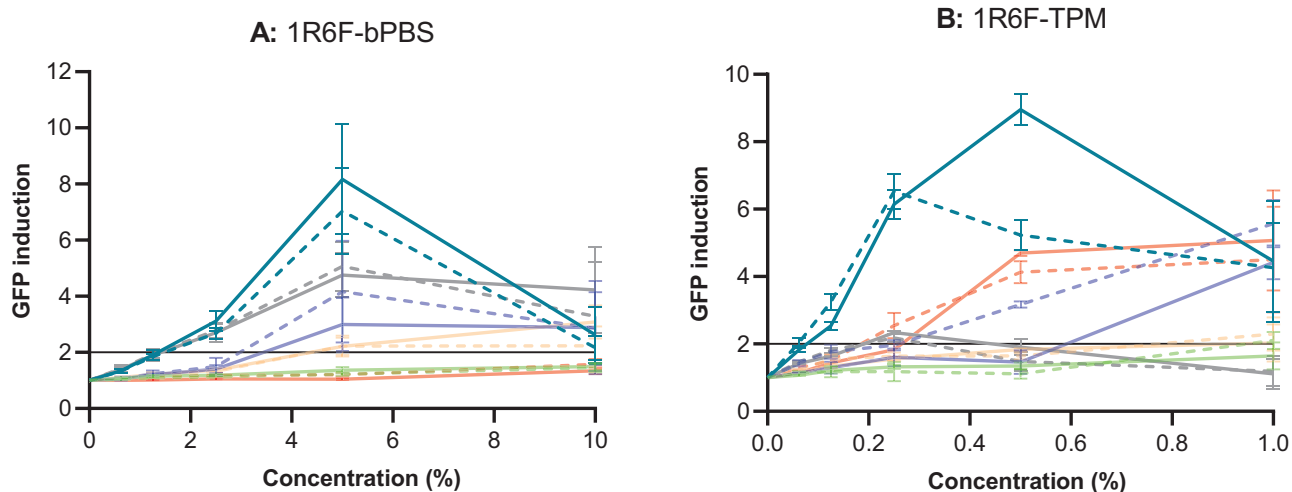 A: 1R6F-bPBS
12
10
8
6
4
2
0
GFP induction
0 2 4 6 8 10
Concentration (%)
B: 1R6F-TPM
10
8
6
4
2
0
GFP induction
0.0 0.2 0.4 0.6 0.8 1.0
Concentration (%)